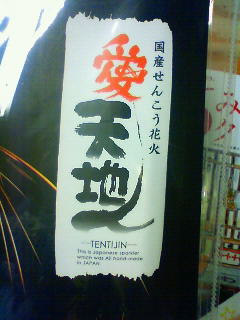 国産せんこう花火
愛
天地人
TENTIJIN
This is Japanese sparkler
which was All hand-made
in JAPAN.